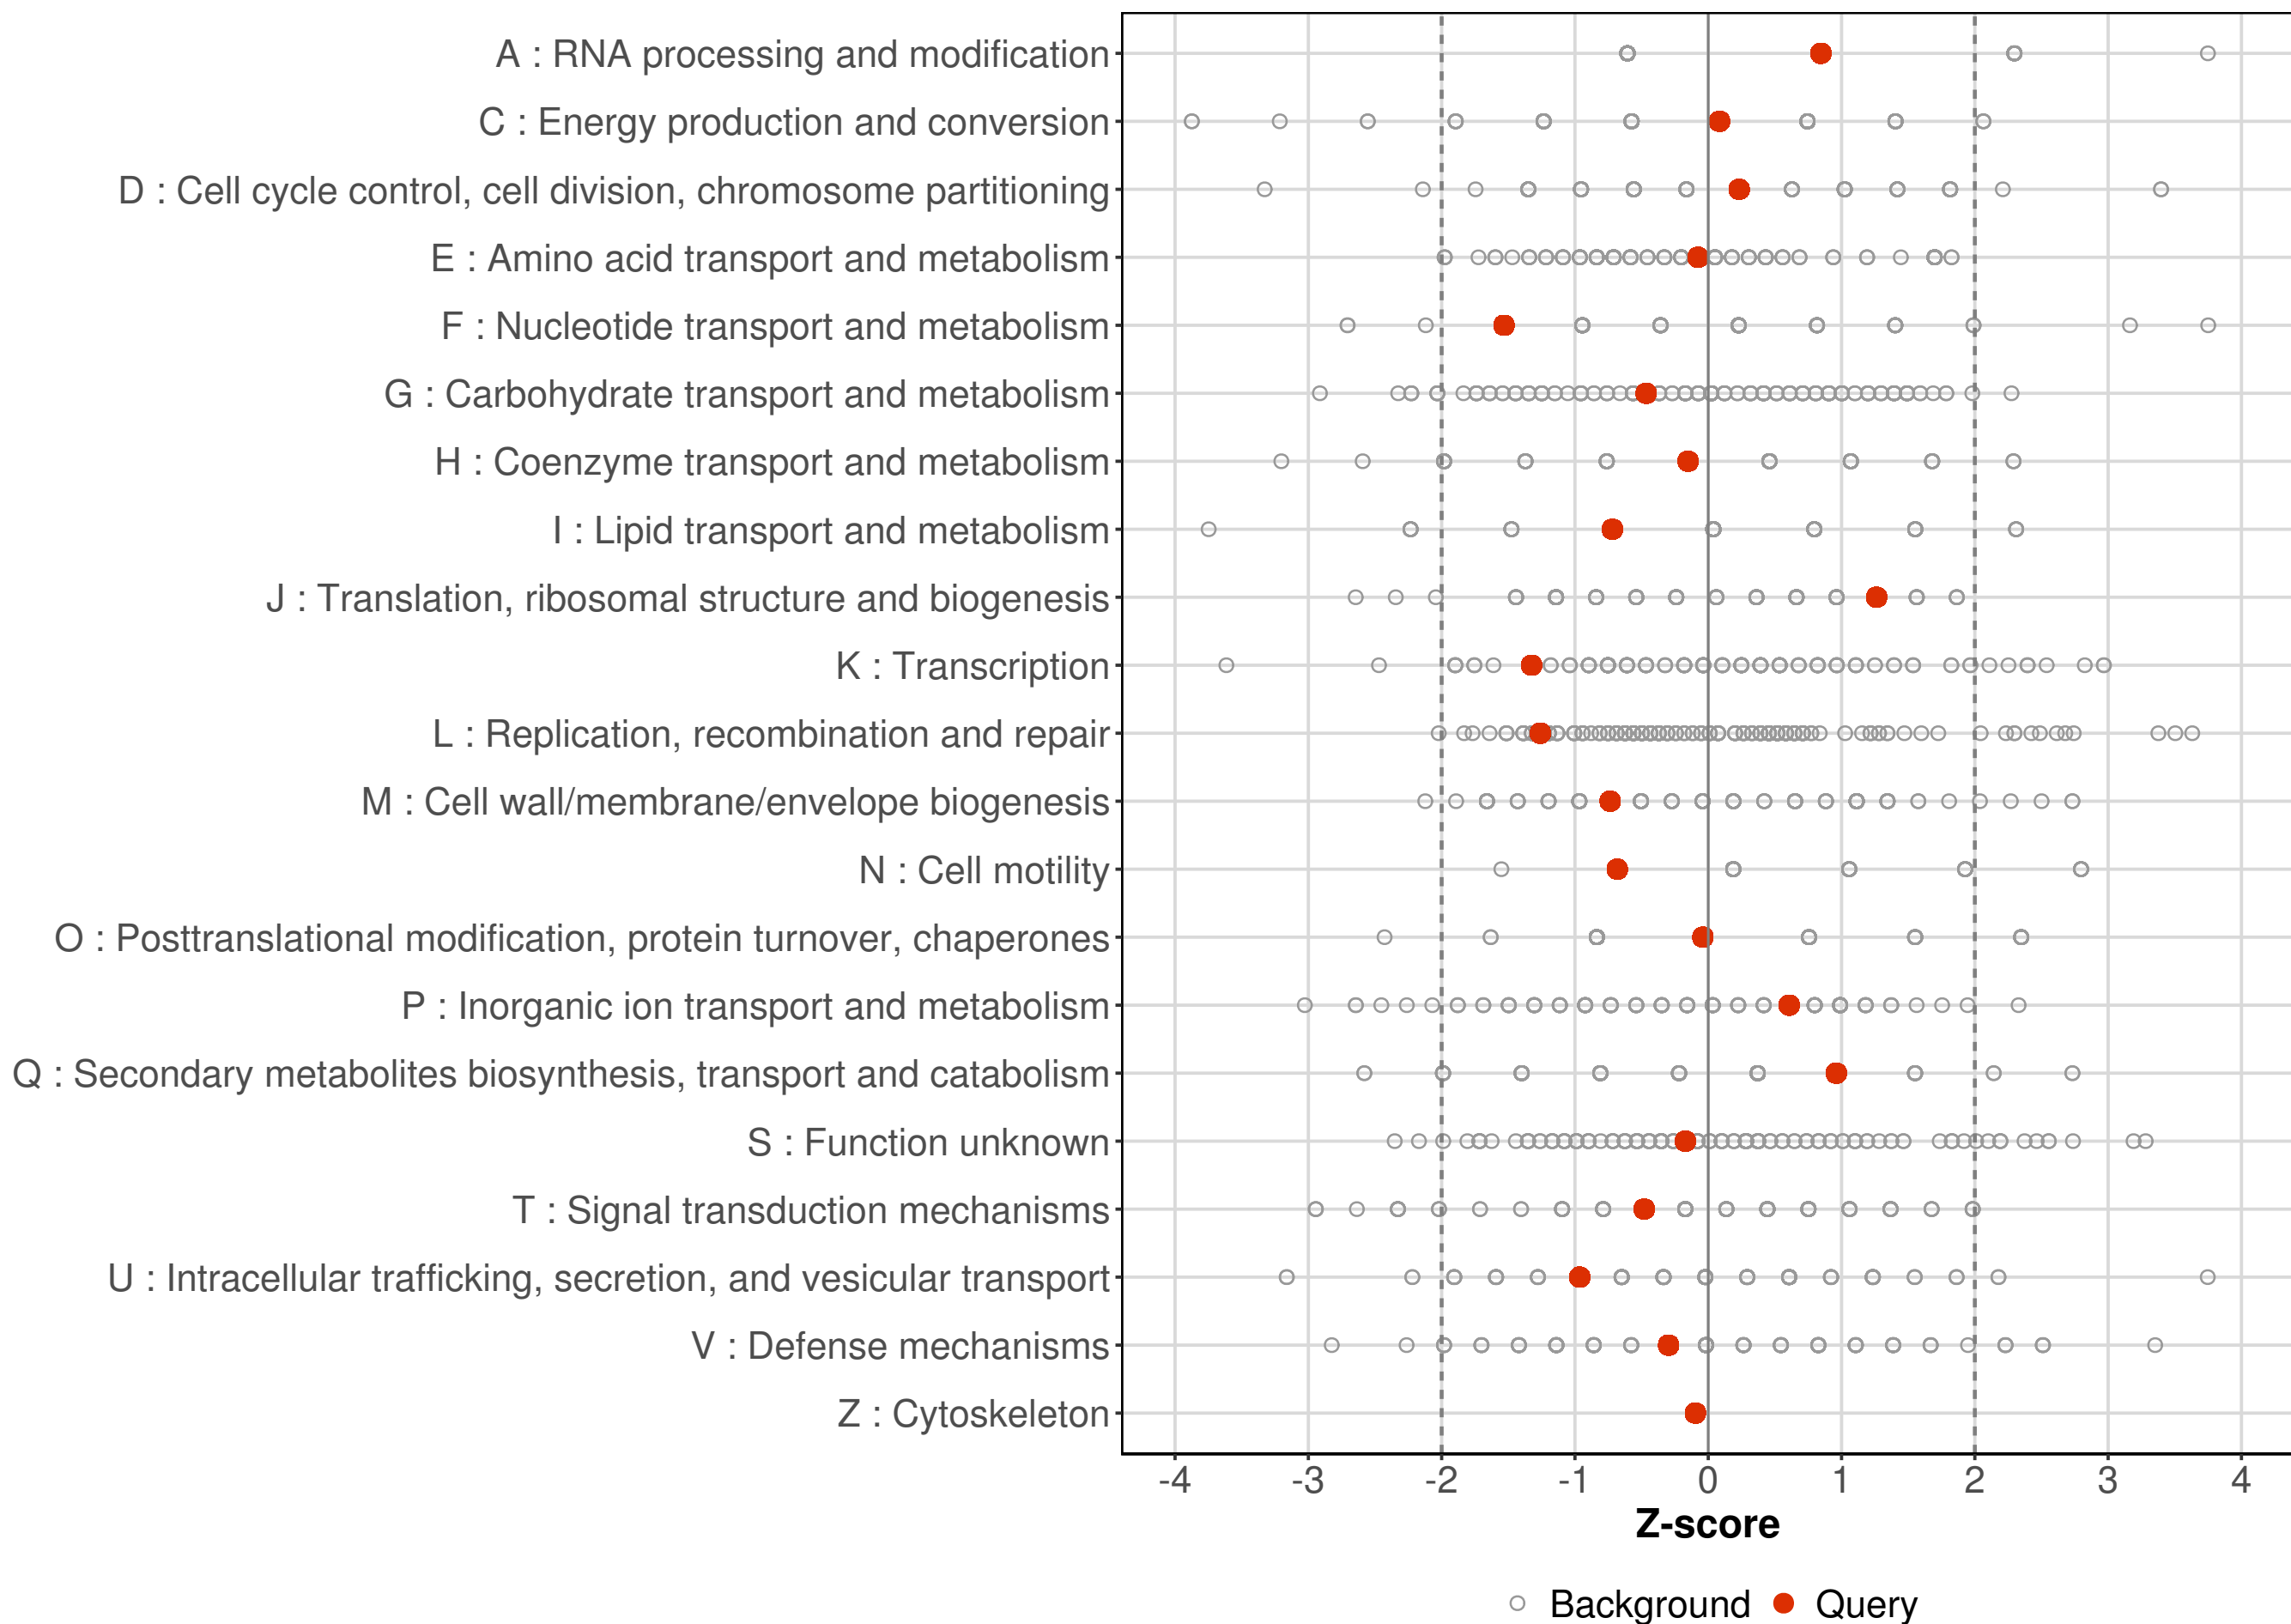 A : RNA processing and modification
C : Energy production and conversion
D : Cell cycle control, cell division, chromosome partitioning
E : Amino acid transport and metabolism
F : Nucleotide transport and metabolism
G : Carbohydrate transport and metabolism
H : Coenzyme transport and metabolism
I : Lipid transport and metabolism
J : Translation, ribosomal structure and biogenesis
K : Transcription
L : Replication, recombination and repair
M : Cell wall/membrane/envelope biogenesis
N : Cell motility
O : Posttranslational modification, protein turnover, chaperones
P : Inorganic ion transport and metabolism
Q : Secondary metabolites biosynthesis, transport and catabolism
S : Function unknown
T : Signal transduction mechanisms
U : Intracellular trafficking, secretion, and vesicular transport
V : Defense mechanisms
Z : Cytoskeleton
-4 -3 -2 -1 0 1 2 3 4
Z-score
Background Query